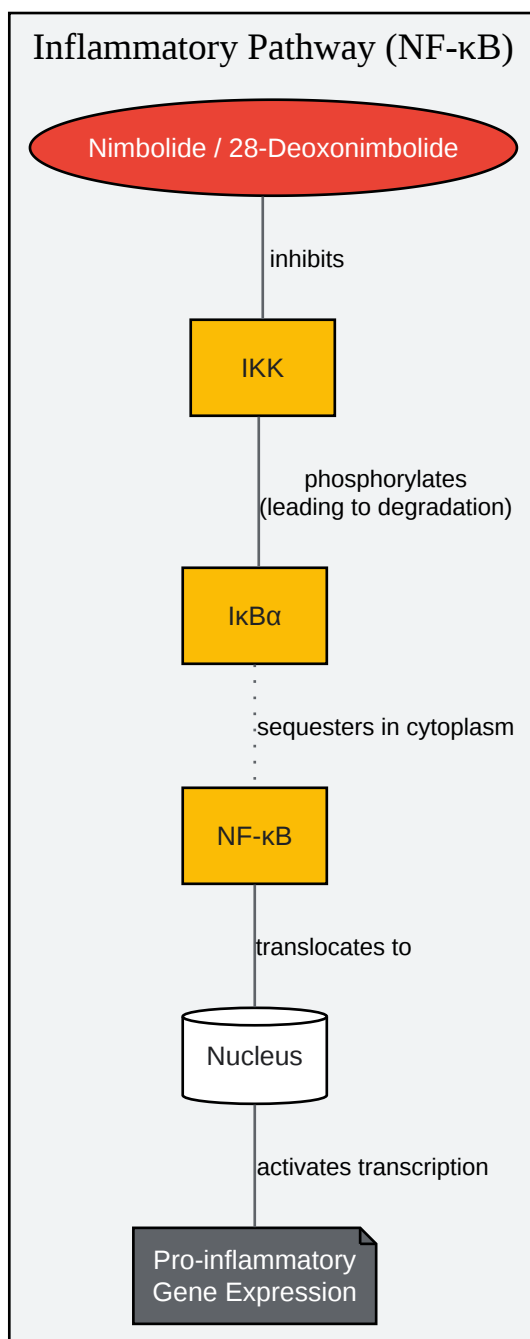 Inflammatory Pathway (NF-κB)
Nimbolide / 28-Deoxonimbolide
inhibits
IKK
phosphorylates
(leading to degradation)
IκBα
sequesters in cytoplasm
NF-κB
translocates to
Nucleus
activates transcription
Pro-inflammatory
Gene Expression